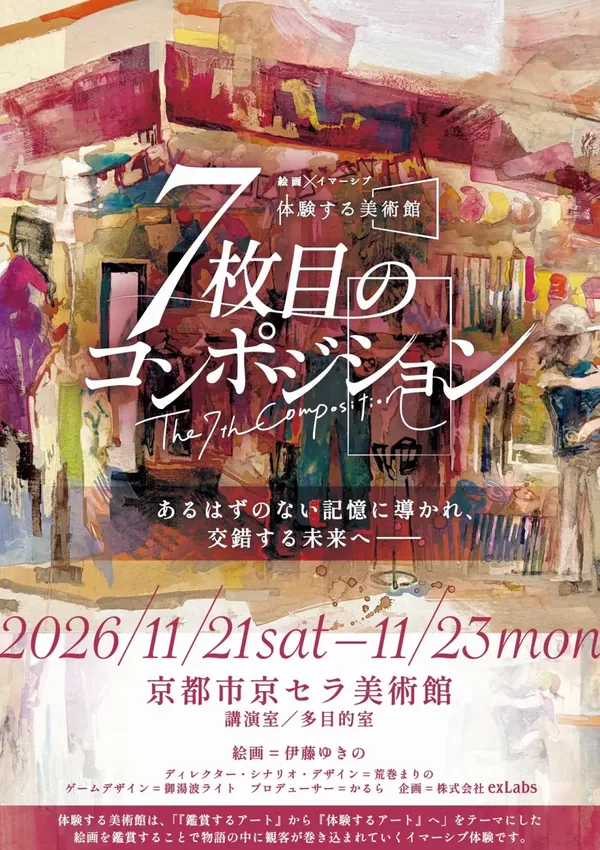 絵画×イマーシブ
体験する美術館
7枚目の
コンポジション
The 7th Composition
あるはずのない記憶に導かれ、
交錯する未来へ――
2026/11/21sat–11/23mon
京都市京セラ美術館
講演室／多目的室
絵画＝伊藤ゆきの
ディレクター・シナリオ・デザイン＝荒巻まりの
ゲームデザイン＝御湯波ライト　プロデューサー＝かるら　企画＝株式会社exLabs
体験する美術館は、「『鑑賞するアート』から『体験するアート』へ」をテーマにした
絵画を鑑賞することで物語の中に観客が巻き込まれていくイマーシブ体験です。